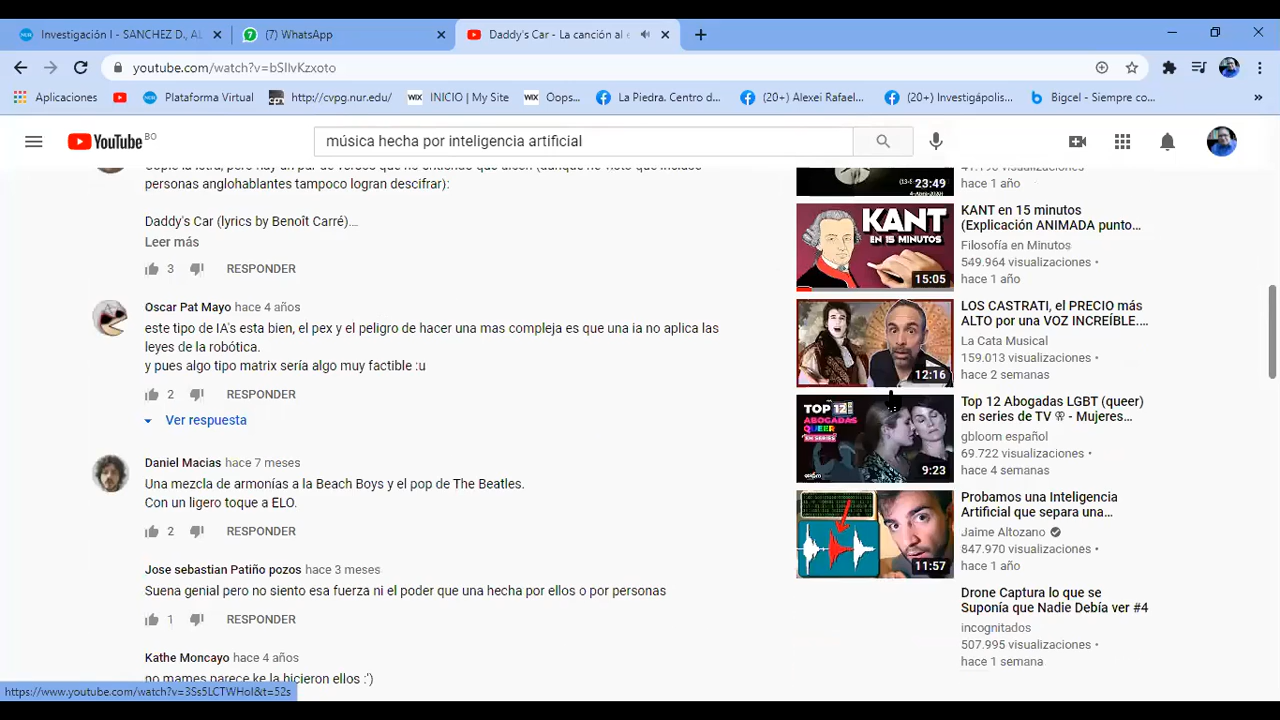 Investigación I - SANCHEZ D., AL
(7) WhatsApp
Daddy's Car - La canción al e
youtube.com/watch?v=bSIlvKzxoto
Aplicaciones
Plataforma Virtual
http://cvpg.nur.edu/
INICIO | My Site
Oops...
La Piedra. Centro d...
(20+) Alexei Rafael...
(20+) Investigápolis...
Bigcel - Siempre co...
YouTube BO
música hecha por inteligencia artificial
personas anglohablantes tampoco logran descifrar):
Daddy's Car (lyrics by Benoît Carré)...
Leer más
3 RESPONDER
Oscar Pat Mayo hace 4 años
este tipo de IA's esta bien, el pex y el peligro de hacer una mas compleja es que una ia no aplica las
leyes de la robótica.
y pues algo tipo matrix sería algo muy factible :u
2 RESPONDER
Ver respuesta
Daniel Macias hace 7 meses
Una mezcla de armonías a la Beach Boys y el pop de The Beatles.
Con un ligero toque a ELO.
2 RESPONDER
Jose sebastian Patiño pozos hace 3 meses
Suena genial pero no siento esa fuerza ni el poder que una hecha por ellos o por personas
1 RESPONDER
Kathe Moncayo hace 4 años
no mames parece ke la hicieron ellos :')
https://www.youtube.com/watch?v=3Ss5LCTWHoI&t=52s
23:49
hace 1 año
KANT
EN 15 MINUTOS
15:05
KANT en 15 minutos
(Explicación ANIMADA punto...
Filosofía en Minutos
549.964 visualizaciones •
hace 1 año
12:16
LOS CASTRATI, el PRECIO más
ALTO por una VOZ INCREÍBLE....
La Cata Musical
159.013 visualizaciones •
hace 2 semanas
TOP 12
ABOGADAS
QUEER
EN SERIES
9:23
Top 12 Abogadas LGBT (queer)
en series de TV ⚢ - Mujeres...
gbloom español
69.722 visualizaciones •
hace 4 semanas
11:57
Probamos una Inteligencia
Artificial que separa una...
Jaime Altozano
847.970 visualizaciones •
hace 1 año
Drone Captura lo que se
Suponía que Nadie Debía ver #4
incognitados
507.995 visualizaciones •
hace 1 semana